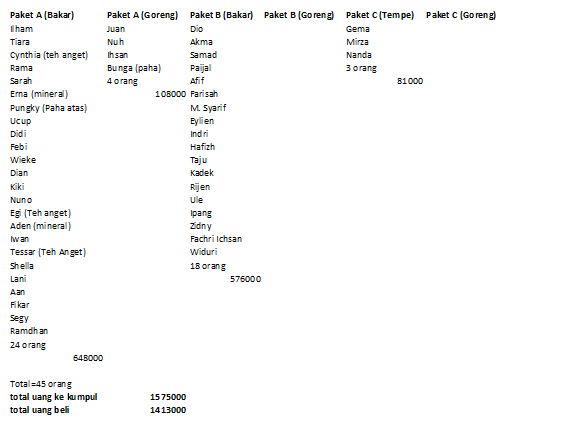 Paket A (Bakar) Paket A (Goreng) Paket B (Bakar) Paket B (Goreng) Paket C (Tempe) Paket C (Goreng)
Ilham Juan Dio Gema
Tiara Nuh Akma Mirza
Cynthia (teh anget) Ihsan Samad Nanda
Rama Bunga (paha) Paijal 3 orang
Sarah 4 orang Afif 81000
Erna (mineral) 108000 Farisah
Pungky (Paha atas) M. Syarif
Ucup Eylien
Didi Indri
Febi Hafizh
Wieke Taju
Dian Kadek
Kiki Rijen
Nuno Ule
Egi (Teh anget) Ipang
Aden (mineral) Zidny
Iwan Fachri Ichsan
Tessar (Teh Anget) Widuri
Shella 18 orang
Lani 576000
Aan
Fikar
Segy
Ramdhan
24 orang
648000
Total=45 orang
total uang ke kumpul 1575000
total uang beli 1413000